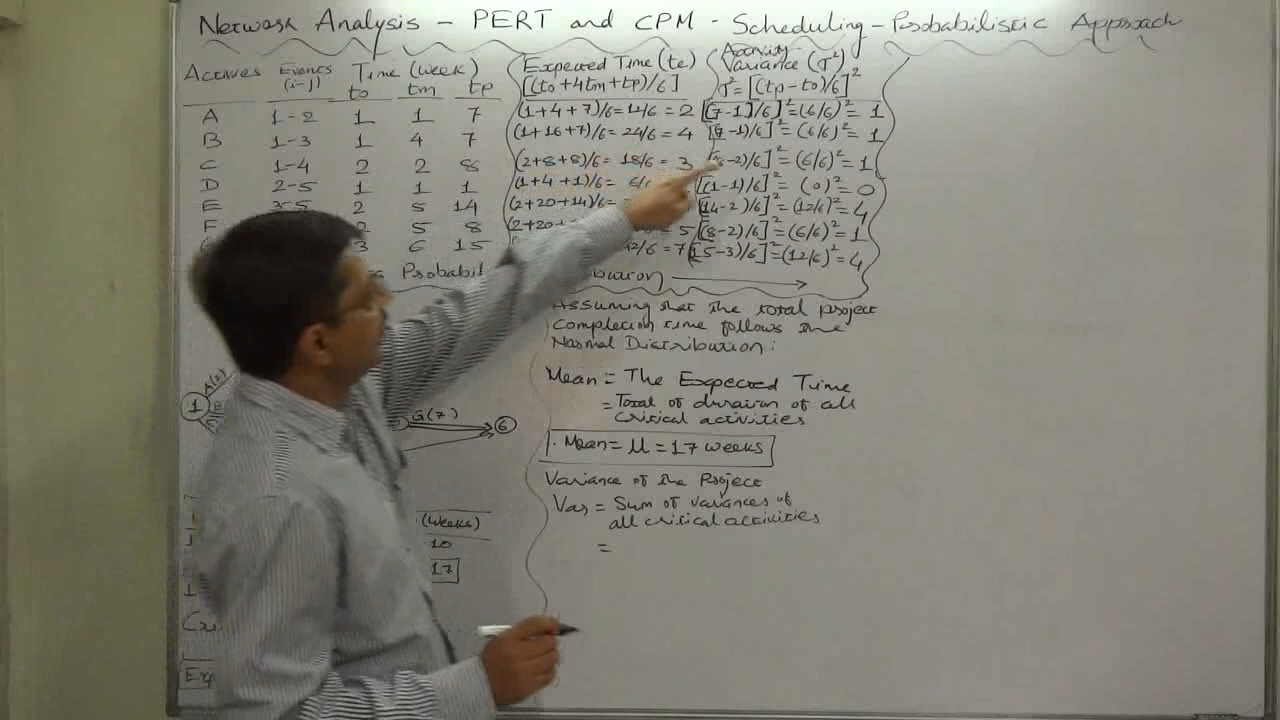 Network Analysis - PERT and CPM - Scheduling - Probabilistic Approach
Activies Events (i-j) Time (Week) Expected Time (te) Activity Variance (σ²)
to tm tp [(to+4tm+tp)/6] σ² = [(tp-to)/6]²
A 1-2 1 1 7 (1+4+7)/6=12/6=2 [(7-1)/6]²=(6/6)²=1
B 1-3 1 4 7 (1+16+7)/6=24/6=4 [(7-1)/6]²=(6/6)²=1
C 1-4 2 2 8 (2+8+8)/6=18/6=3 -2)/6]²=(6/6)²=1
D 2-5 1 1 1 (1+4+1)/6= 6/ [(1-1)/6]²=(0)²=0
E -5 2 5 14 (2+20+14)/6= [14-2)/6]²=(12/6)²=4
F 2 5 8 (2+20+ =5 [(8-2)/6]²=(6/6)²=1
3 6 15 /6=7 [15-3)/6]²=(12/6)²=4
Probabil
Assuming that the total project
Completion time follows the
Normal Distribution:
Mean = The Expected Time
= Total of duration of all
critical activities
. Mean = μ = 17 weeks
Variance of the Project
Var = Sum of variances of
all critical activities
=
1 A(2) G(7) 6
(Weeks)
10
17